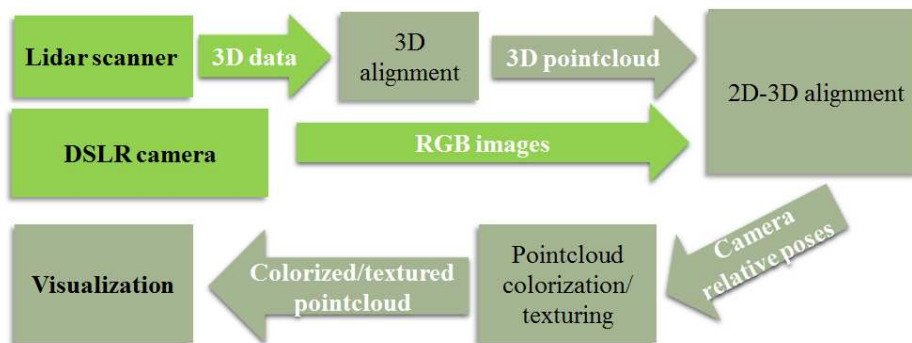 Lidar scanner
3D data
3D
alignment
3D pointcloud
2D-3D alignment
DSLR camera
RGB images
Camera
relative poses
Pointcloud
colorization/
texturing
Colorized/textured
pointcloud
Visualization